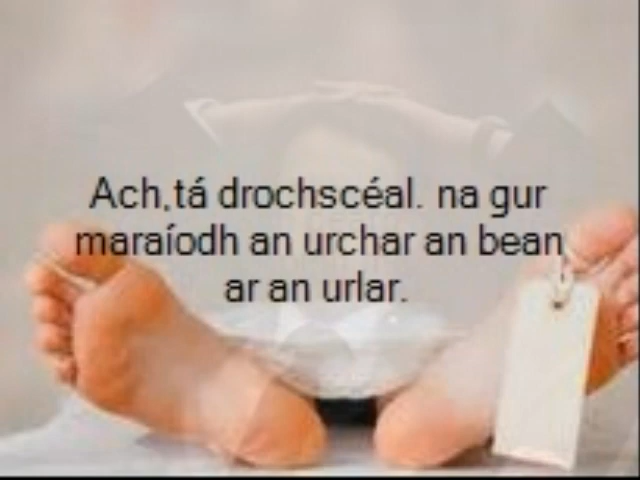 Ach,tá drochscéal. na gur
maraíodh an urchar an bean
ar an urlar.